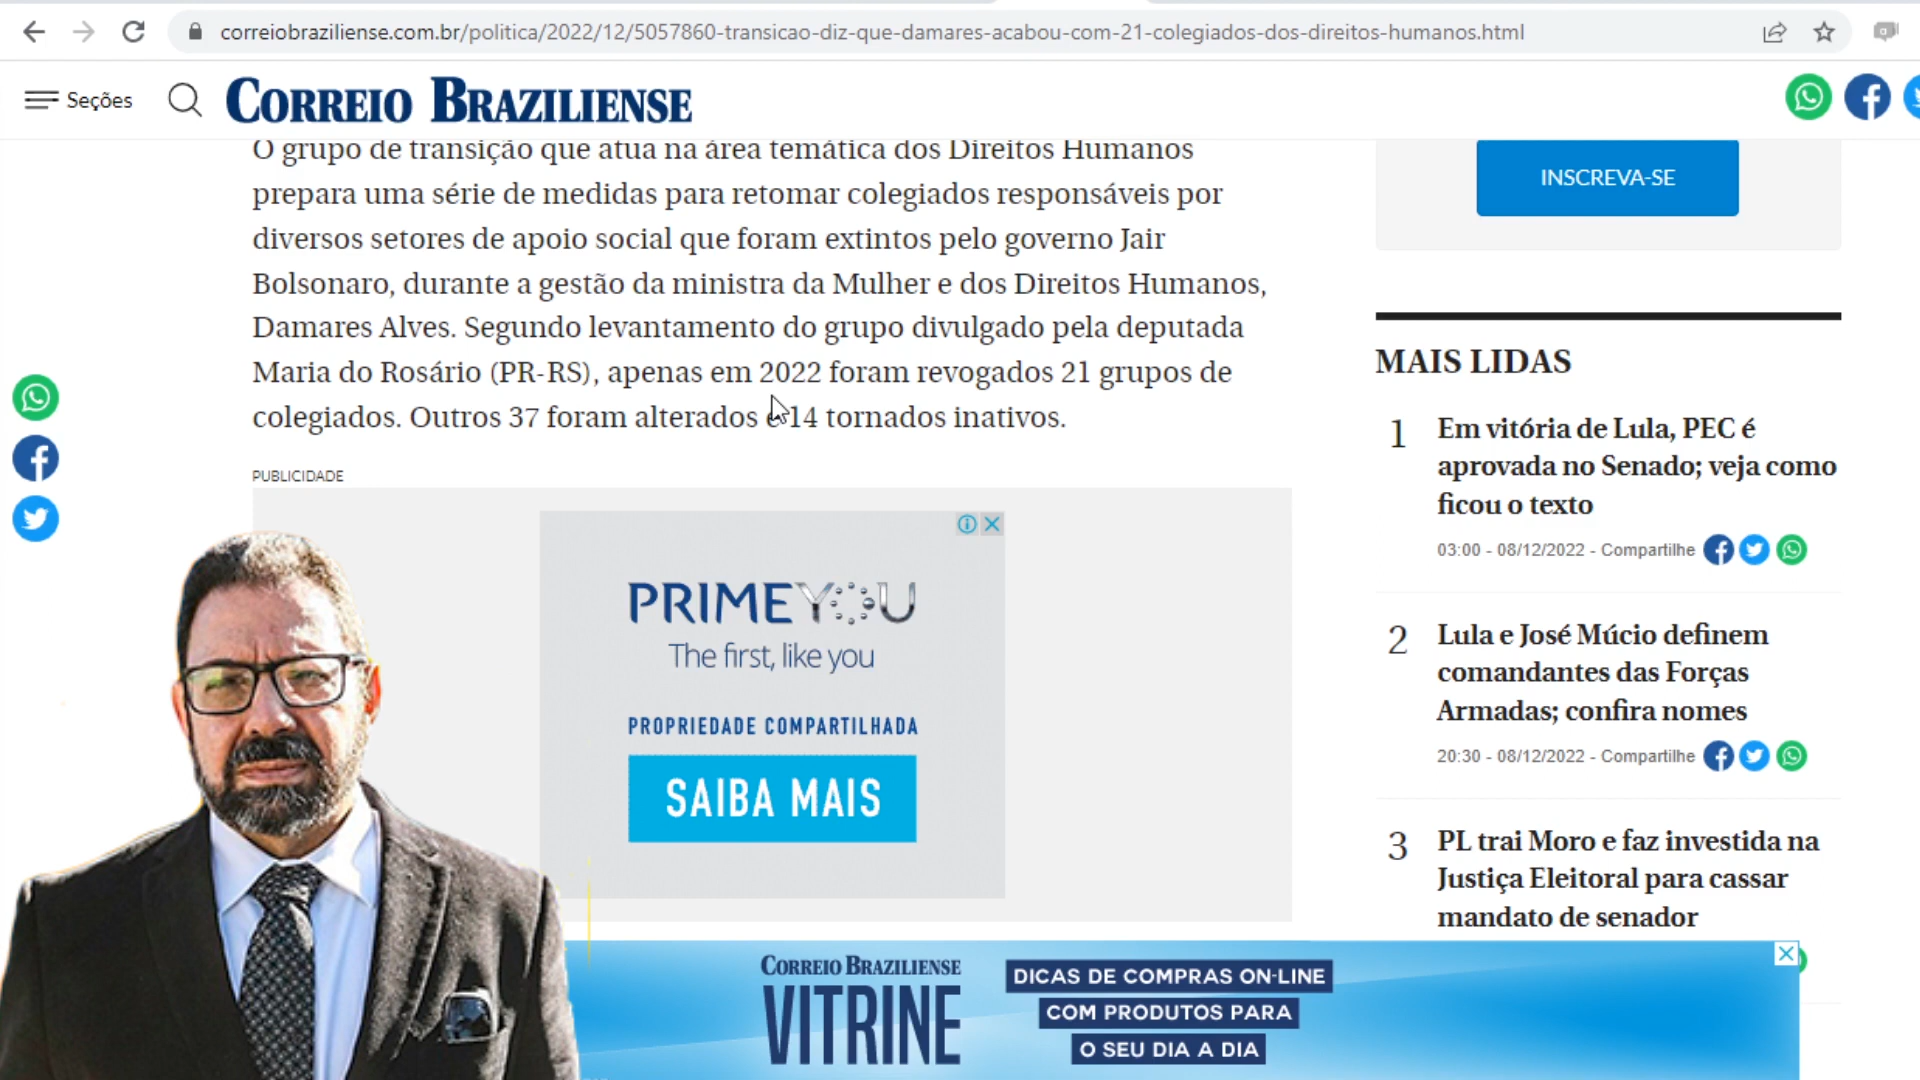 correiobraziliense.com.br/politica/2022/12/5057860-transicao-diz-que-damares-acabou-com-21-colegiados-dos-direitos-humanos.html
Seções
CORREIO BRAZILIENSE
O grupo de transição que atua na área temática dos Direitos Humanos
prepara uma série de medidas para retomar colegiados responsáveis por
diversos setores de apoio social que foram extintos pelo governo Jair
Bolsonaro, durante a gestão da ministra da Mulher e dos Direitos Humanos,
Damares Alves. Segundo levantamento do grupo divulgado pela deputada
Maria do Rosário (PR-RS), apenas em 2022 foram revogados 21 grupos de
colegiados. Outros 37 foram alterados e 14 tornados inativos.
PUBLICIDADE
PRIMEYOU
The first, like you
PROPRIEDADE COMPARTILHADA
SAIBA MAIS
INSCREVA-SE
MAIS LIDAS
1
Em vitória de Lula, PEC é
aprovada no Senado; veja como
ficou o texto
03:00 - 08/12/2022 - Compartilhe
2
Lula e José Múcio definem
comandantes das Forças
Armadas; confira nomes
20:30 - 08/12/2022 - Compartilhe
3
PL trai Moro e faz investida na
Justiça Eleitoral para cassar
mandato de senador
CORREIO BRAZILIENSE
VITRINE
DICAS DE COMPRAS ON-LINE
COM PRODUTOS PARA
O SEU DIA A DIA